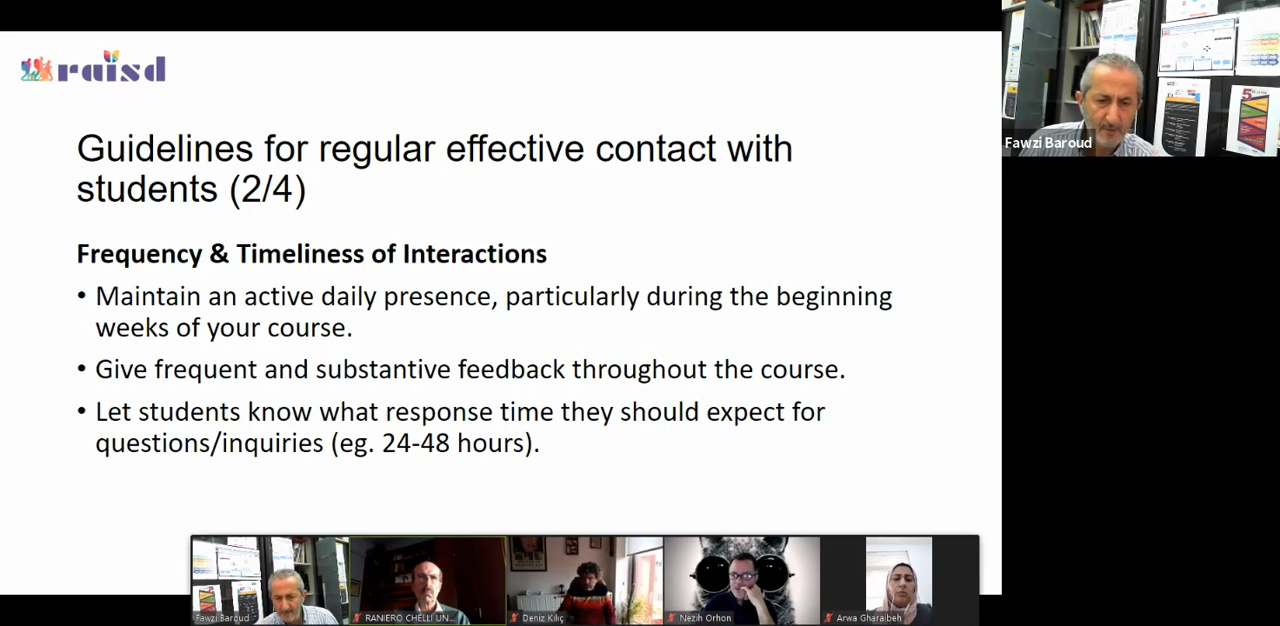 raisd
Guidelines for regular effective contact with
students (2/4)
Frequency & Timeliness of Interactions
• Maintain an active daily presence, particularly during the beginning
weeks of your course.
• Give frequent and substantive feedback throughout the course.
• Let students know what response time they should expect for
questions/inquiries (eg. 24-48 hours).
Fawzi Baroud
Fawzi Baroud
RANIERO CHELLI UN...
Deniz Kılıç
Nezih Orhon
Arwa Gharaibeh